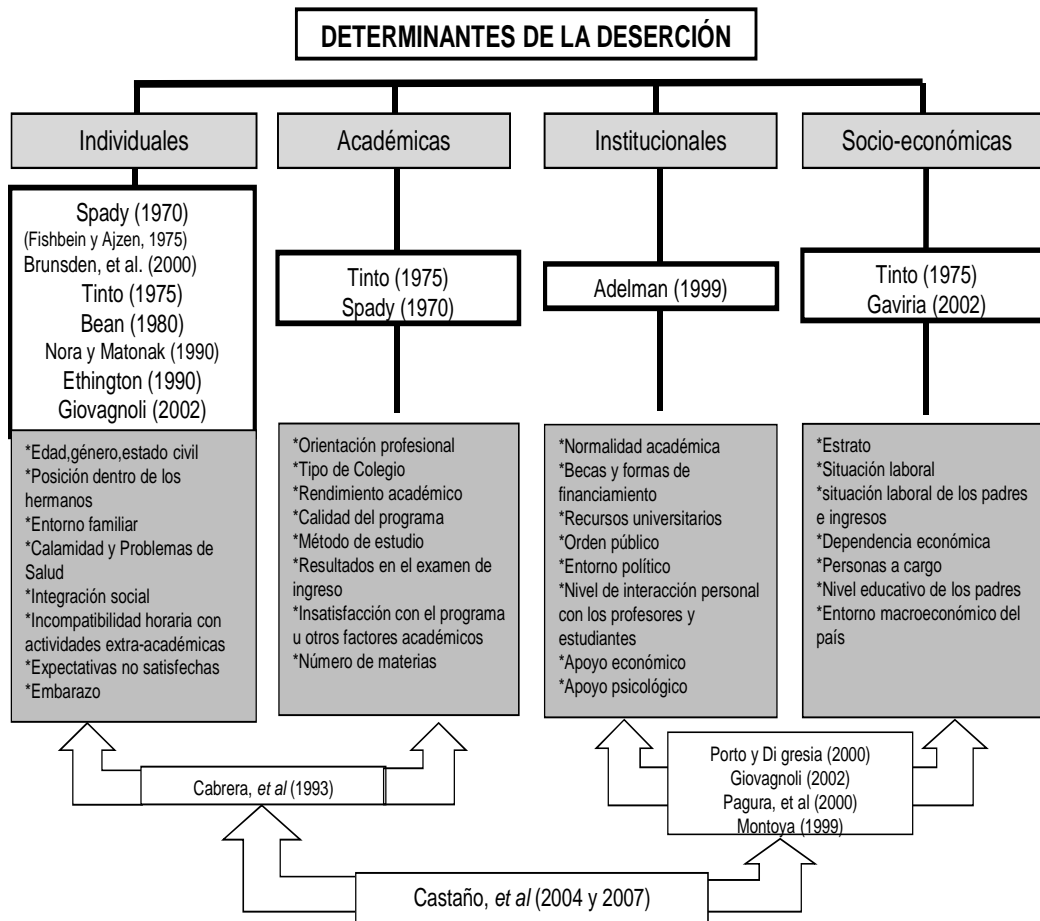 DETERMINANTES DE LA DESERCIÓN
Individuales
Académicas
Institucionales
Socio-económicas
Spady (1970)
(Fishbein y Ajzen, 1975)
Brunsden, et al. (2000)
Tinto (1975)
Bean (1980)
Nora y Matonak (1990)
Ethington (1990)
Giovagnoli (2002)
Tinto (1975)
Spady (1970)
Adelman (1999)
Tinto (1975)
Gaviria (2002)
*Edad,género,estado civil
*Posición dentro de los
hermanos
*Entorno familiar
*Calamidad y Problemas de
Salud
*Integración social
*Incompatibilidad horaria con
actividades extra-académicas
*Expectativas no satisfechas
*Embarazo
*Orientación profesional
*Tipo de Colegio
*Rendimiento académico
*Calidad del programa
*Método de estudio
*Resultados en el examen de
ingreso
*Insatisfacción con el programa
u otros factores académicos
*Número de materias
*Normalidad académica
*Becas y formas de
financiamiento
*Recursos universitarios
*Orden público
*Entorno político
*Nivel de interacción personal
con los profesores y
estudiantes
*Apoyo económico
*Apoyo psicológico
*Estrato
*Situación laboral
*situación laboral de los padres
e ingresos
*Dependencia económica
*Personas a cargo
*Nivel educativo de los padres
*Entorno macroeconómico del
país
Cabrera, et al (1993)
Porto y Di gresia (2000)
Giovagnoli (2002)
Pagura, et al (2000)
Montoya (1999)
Castaño, et al (2004 y 2007)